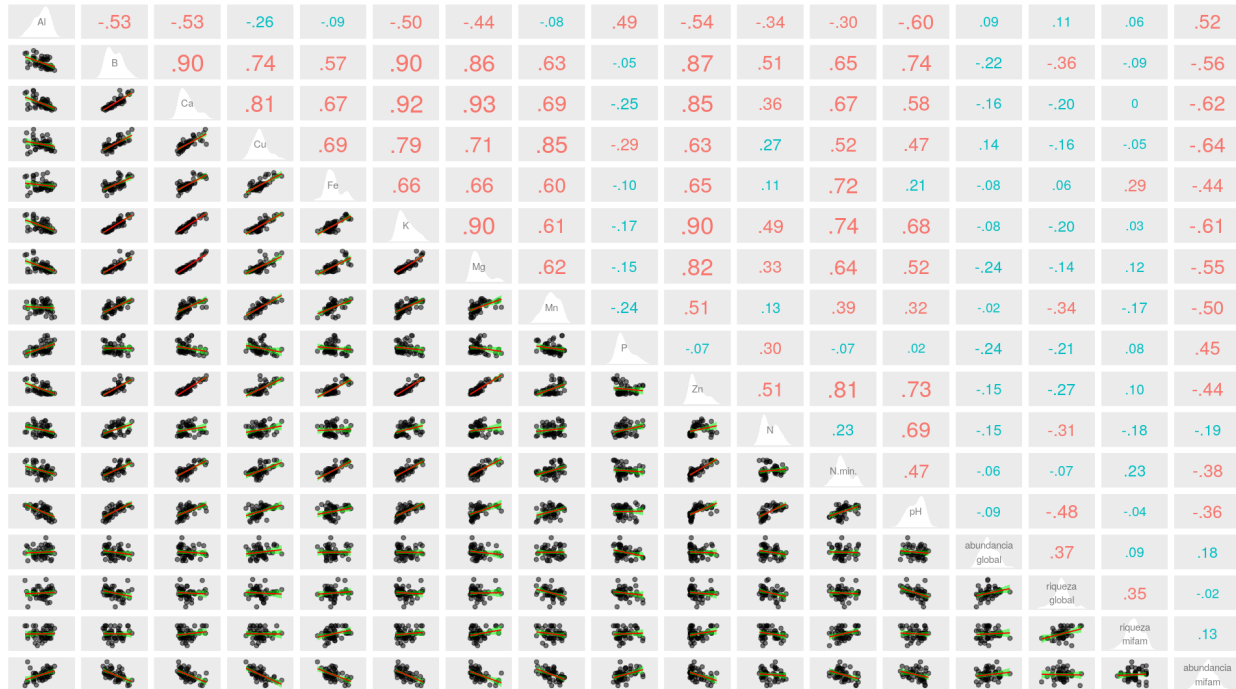 Al -.53 -.53 -.26 -.09 -.50 -.44 -.08 .49 -.54 -.34 -.30 -.60 .09 .11 .06 .52
B .90 .74 .57 .90 .86 .63 -.05 .87 .51 .65 .74 -.22 -.36 -.09 -.56
Ca .81 .67 .92 .93 .69 -.25 .85 .36 .67 .58 -.16 -.20 0 -.62
Cu .69 .79 .71 .85 -.29 .63 .27 .52 .47 .14 -.16 -.05 -.64
Fe .66 .66 .60 -.10 .65 .11 .72 .21 -.08 .06 .29 -.44
K .90 .61 -.17 .90 .49 .74 .68 -.08 -.20 .03 -.61
Mg .62 -.15 .82 .33 .64 .52 -.24 -.14 .12 -.55
Mn -.24 .51 .13 .39 .32 -.02 -.34 -.17 -.50
P -.07 .30 -.07 .02 -.24 -.21 .08 .45
Zn .51 .81 .73 -.15 -.27 .10 -.44
N .23 .69 -.15 -.31 -.18 -.19
N.min. .47 -.06 -.07 .23 -.38
pH -.09 -.48 -.04 -.36
abundancia
global .37 .09 .18
riqueza
global .35 -.02
riqueza
mifam .13
abundancia
mifam